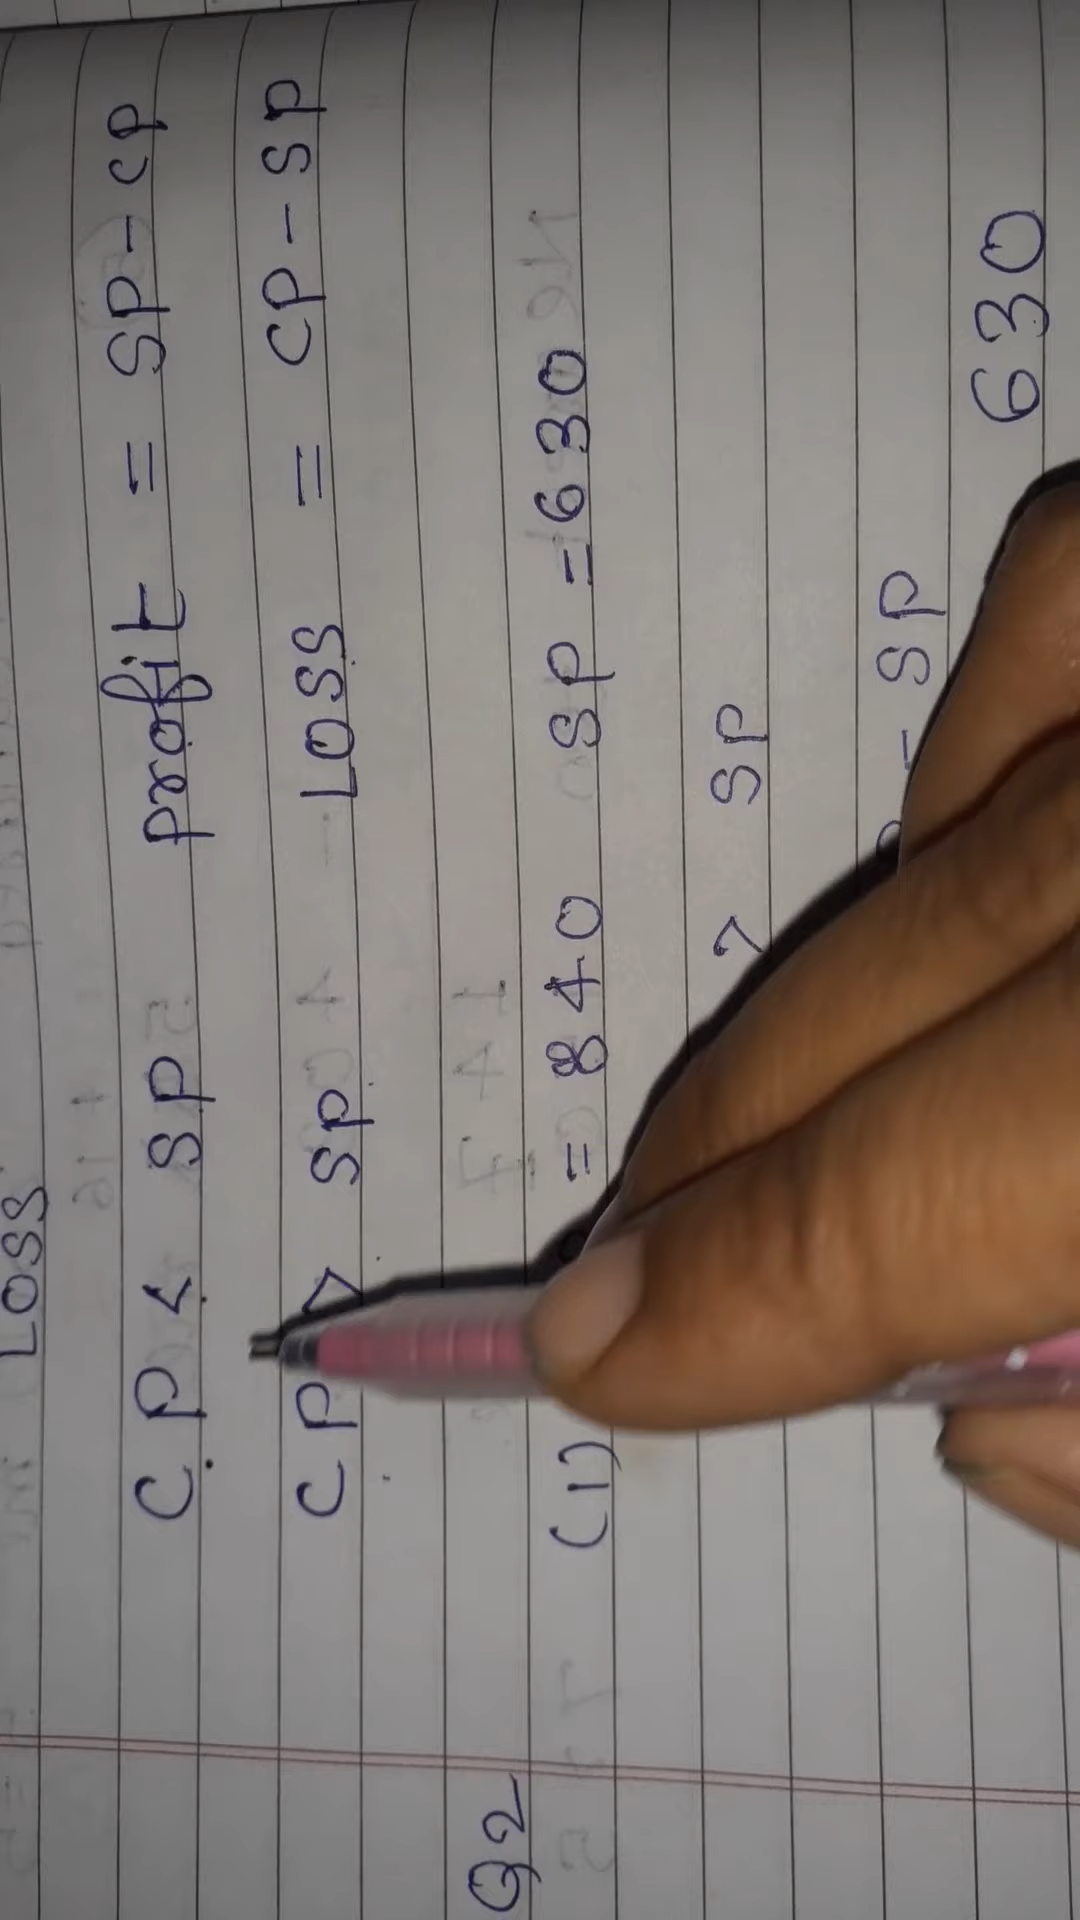 LOSS
CP < SP profit = SP - CP
CP > SP LOSS = CP - SP
Q2
(1) = 840 SP = 630
> SP
- SP
630